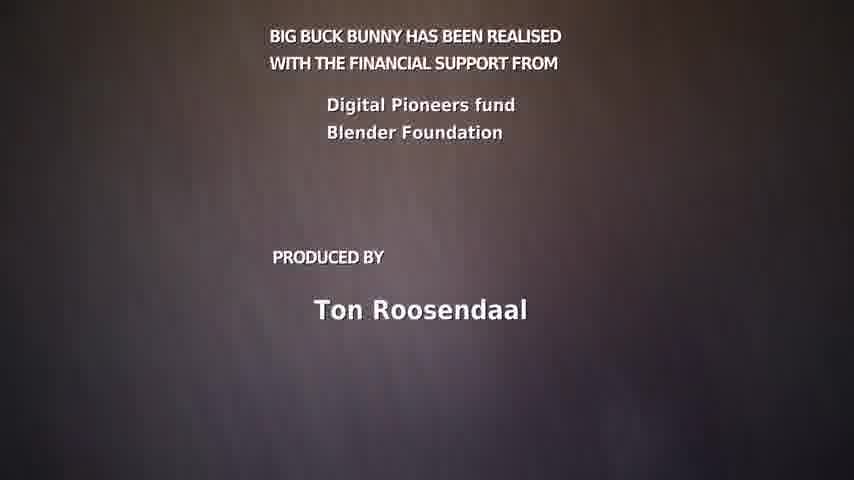 BIG BUCK BUNNY HAS BEEN REALISED
WITH THE FINANCIAL SUPPORT FROM
Digital Pioneers fund
Blender Foundation
PRODUCED BY
Ton Roosendaal